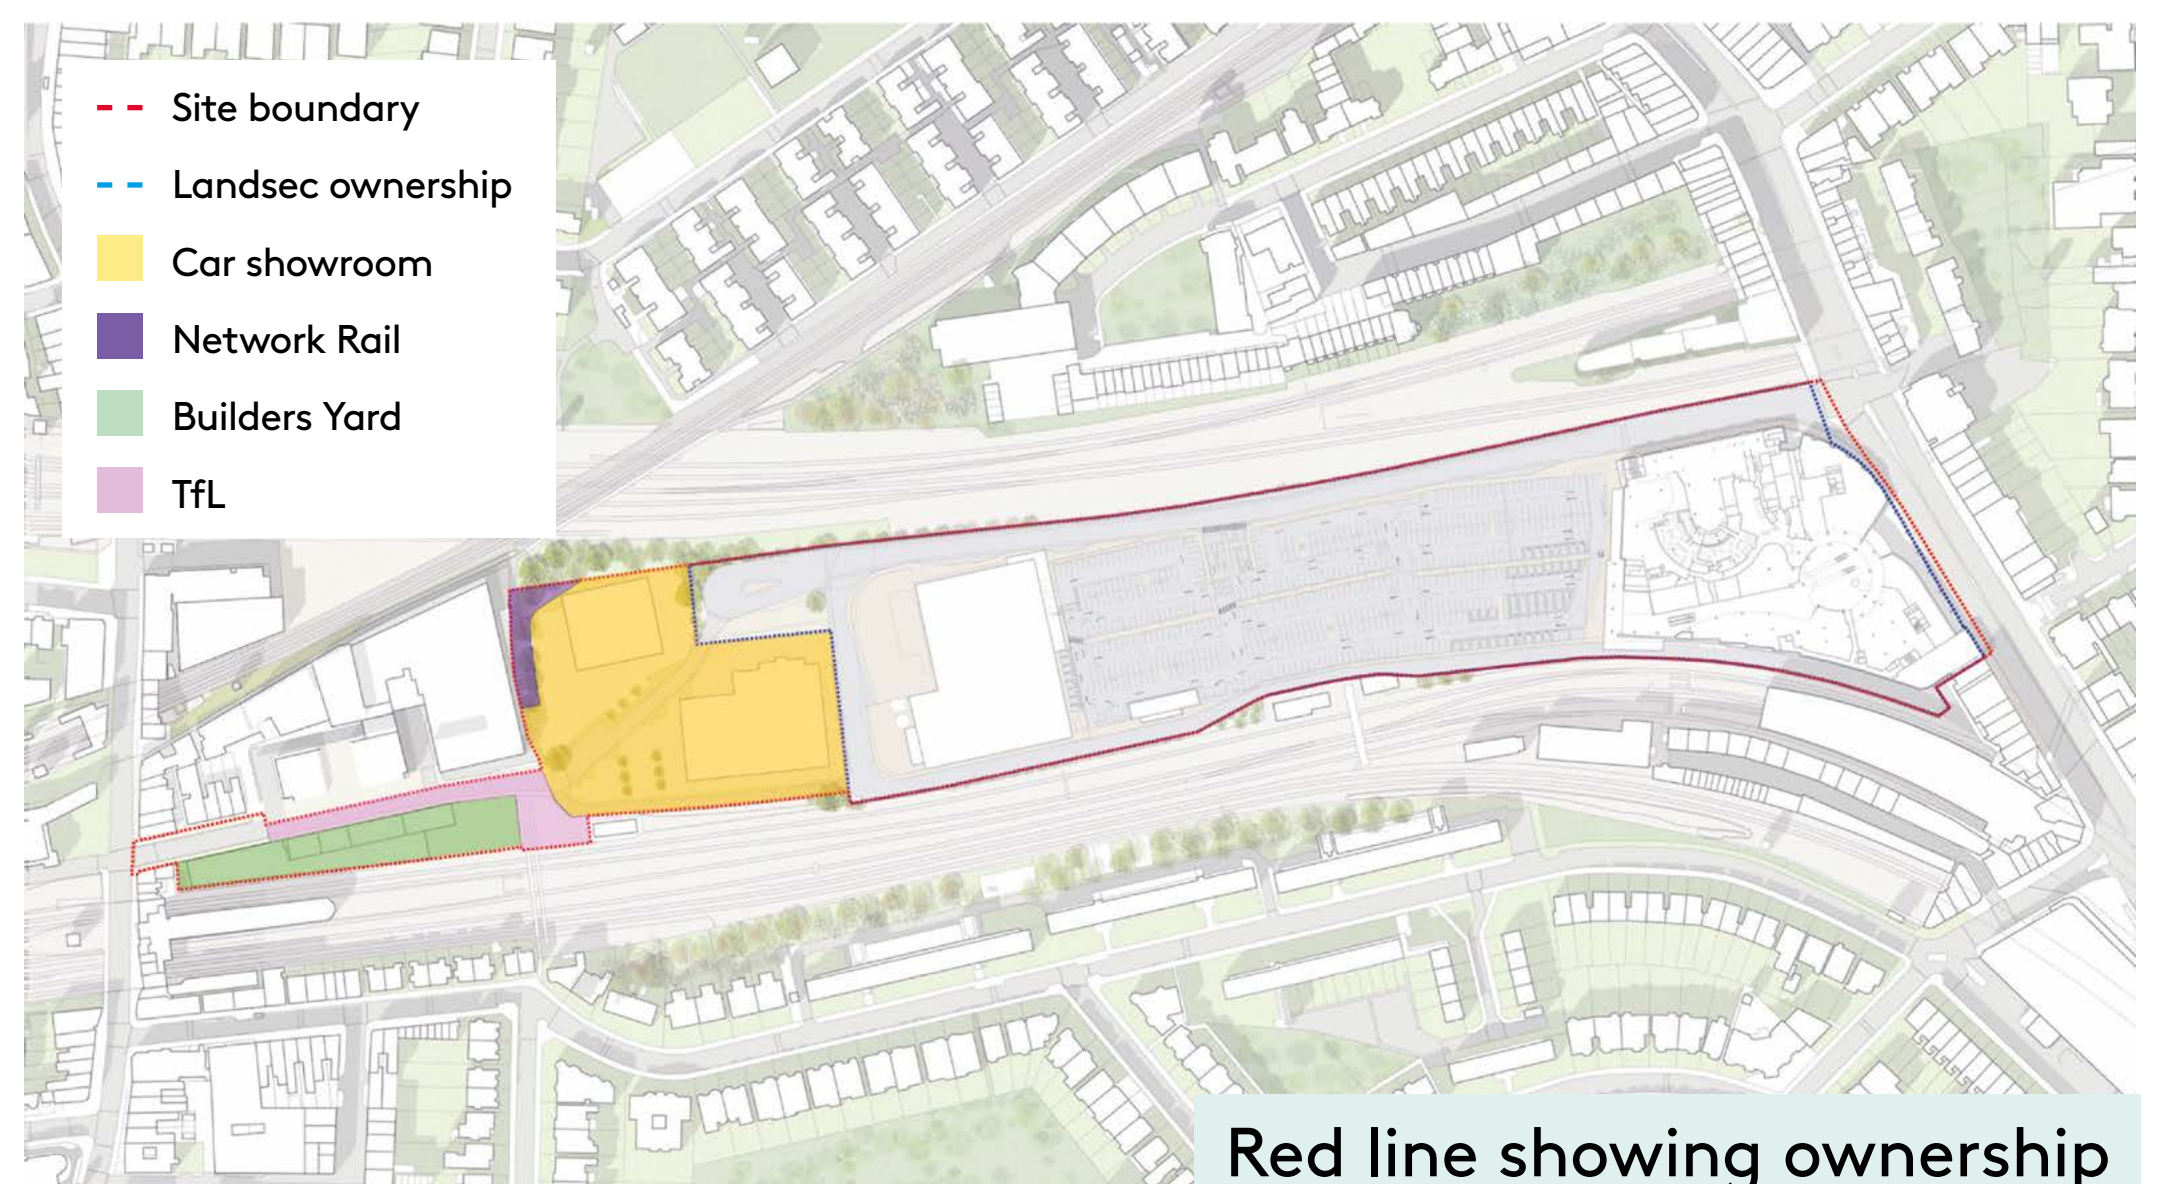 Site boundary
Landsec ownership
Car showroom
Network Rail
Builders Yard
TfL
Red line showing ownership